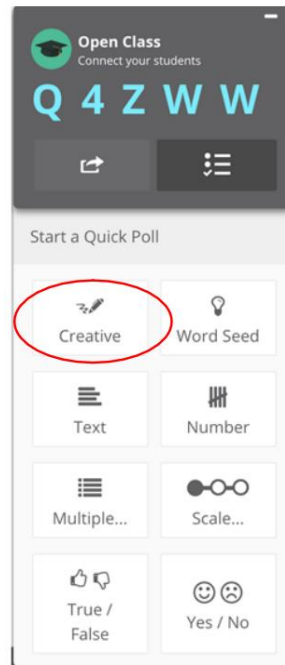 Open Class
Connect your students
Q 4 Z W W
Start a Quick Poll
Creative
Word Seed
Text
Number
Multiple...
Scale...
True /
False
Yes / No